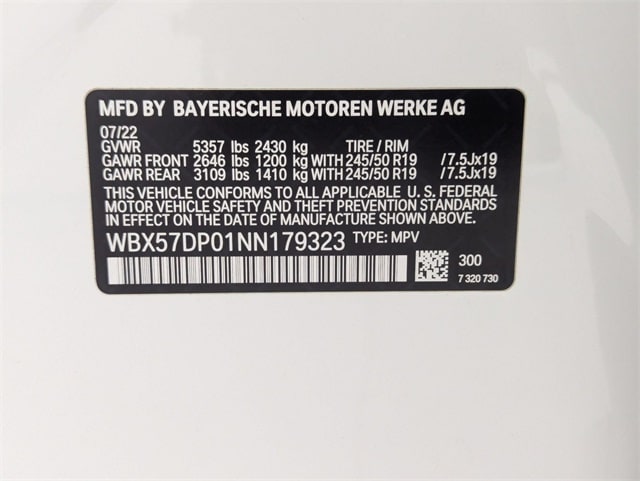 MFD BY BAYERISCHE MOTOREN WERKE AG
07/22
GVWR 5357 lbs 2430 kg TIRE / RIM
GAWR FRONT 2646 lbs 1200 kg WITH 245/50 R19 /7.5Jx19
GAWR REAR 3109 lbs 1410 kg WITH 245/50 R19 /7.5Jx19
THIS VEHICLE CONFORMS TO ALL APPLICABLE U. S. FEDERAL
MOTOR VEHICLE SAFETY AND THEFT PREVENTION STANDARDS
IN EFFECT ON THE DATE OF MANUFACTURE SHOWN ABOVE.
WBX57DP01NN179323 TYPE: MPV
300
7 320 730